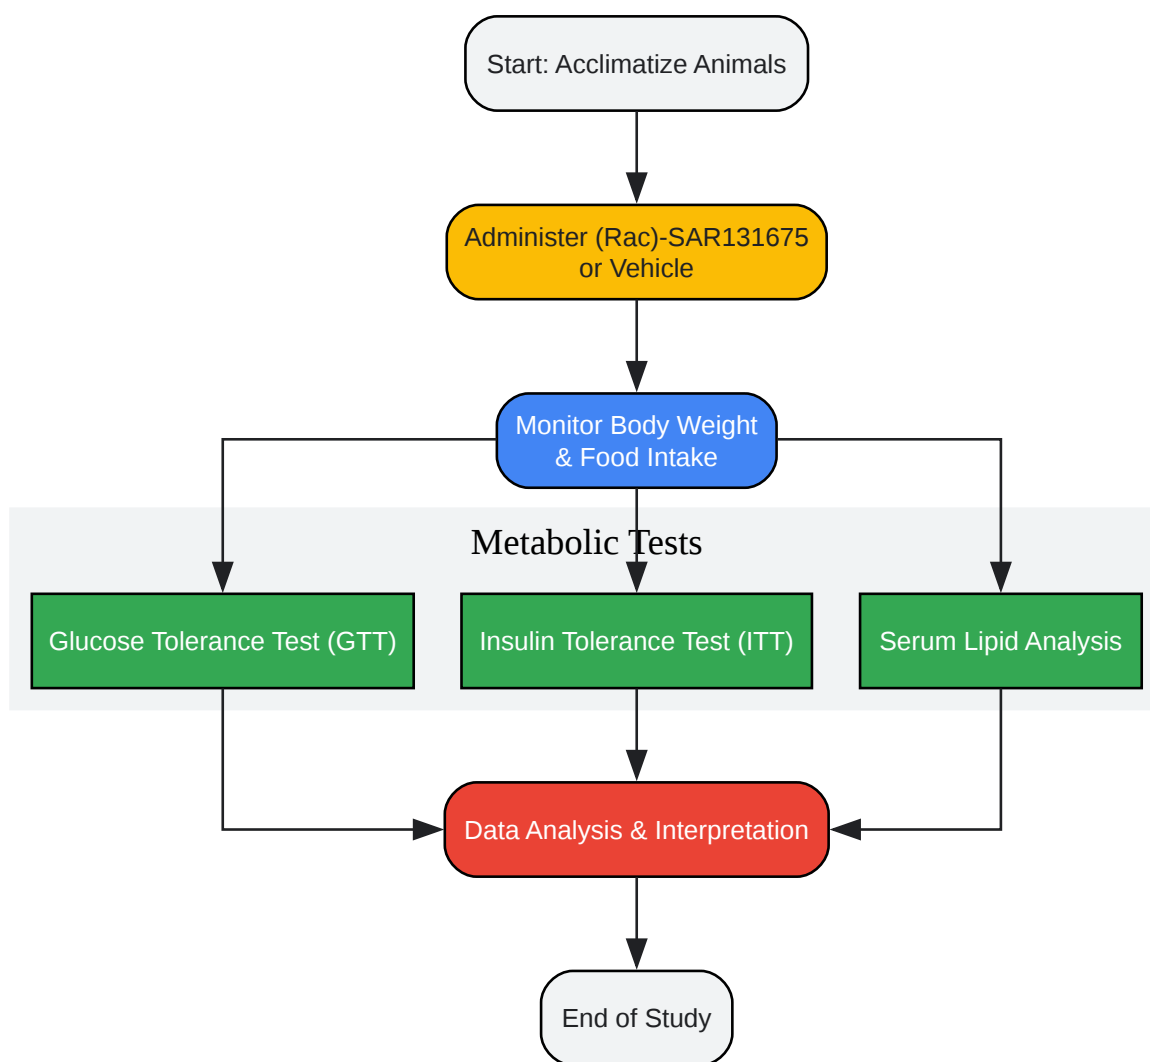 Start: Acclimatize Animals
Administer (Rac)-SAR131675
or Vehicle
Monitor Body Weight
& Food Intake
Metabolic Tests
Glucose Tolerance Test (GTT)
Insulin Tolerance Test (ITT)
Serum Lipid Analysis
Data Analysis & Interpretation
End of Study